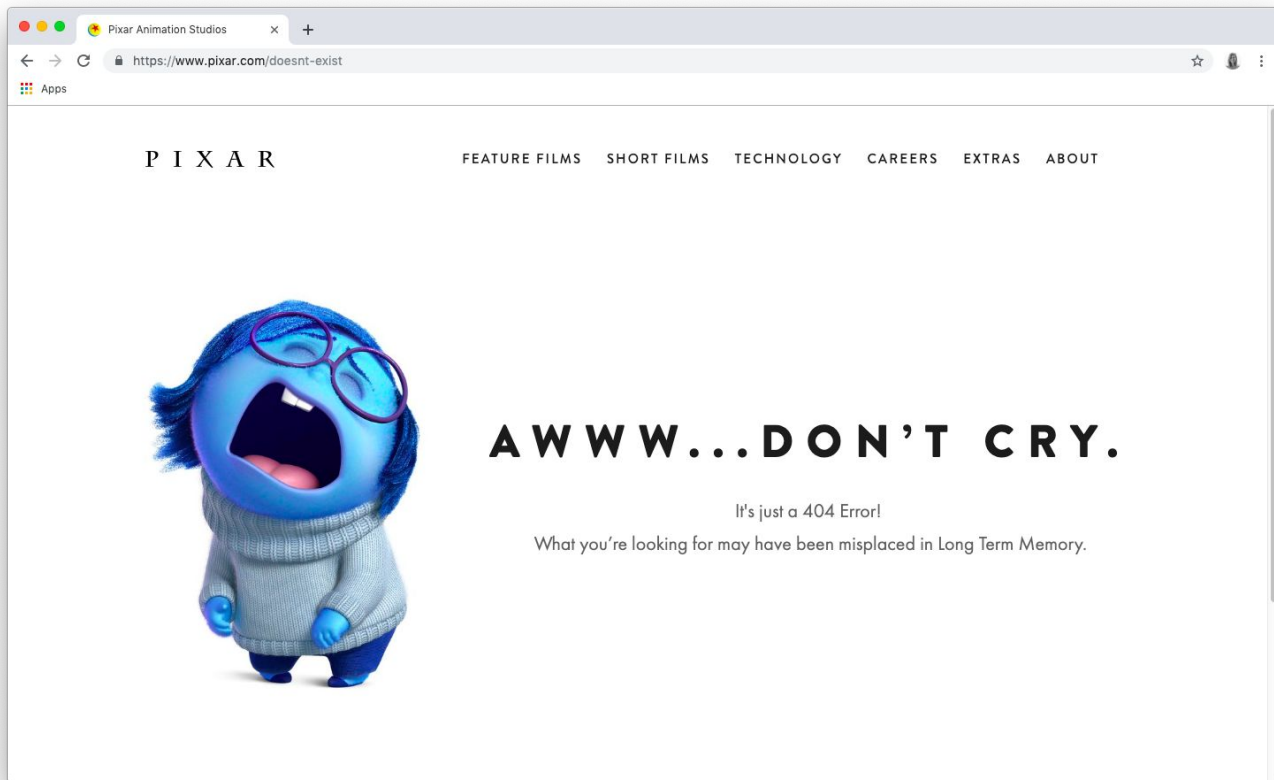 Pixar Animation Studios
https://www.pixar.com/doesnt-exist
Apps
PIXAR FEATURE FILMS SHORT FILMS TECHNOLOGY CAREERS EXTRAS ABOUT
AWWW...DON’T CRY.
It's just a 404 Error!
What you’re looking for may have been misplaced in Long Term Memory.